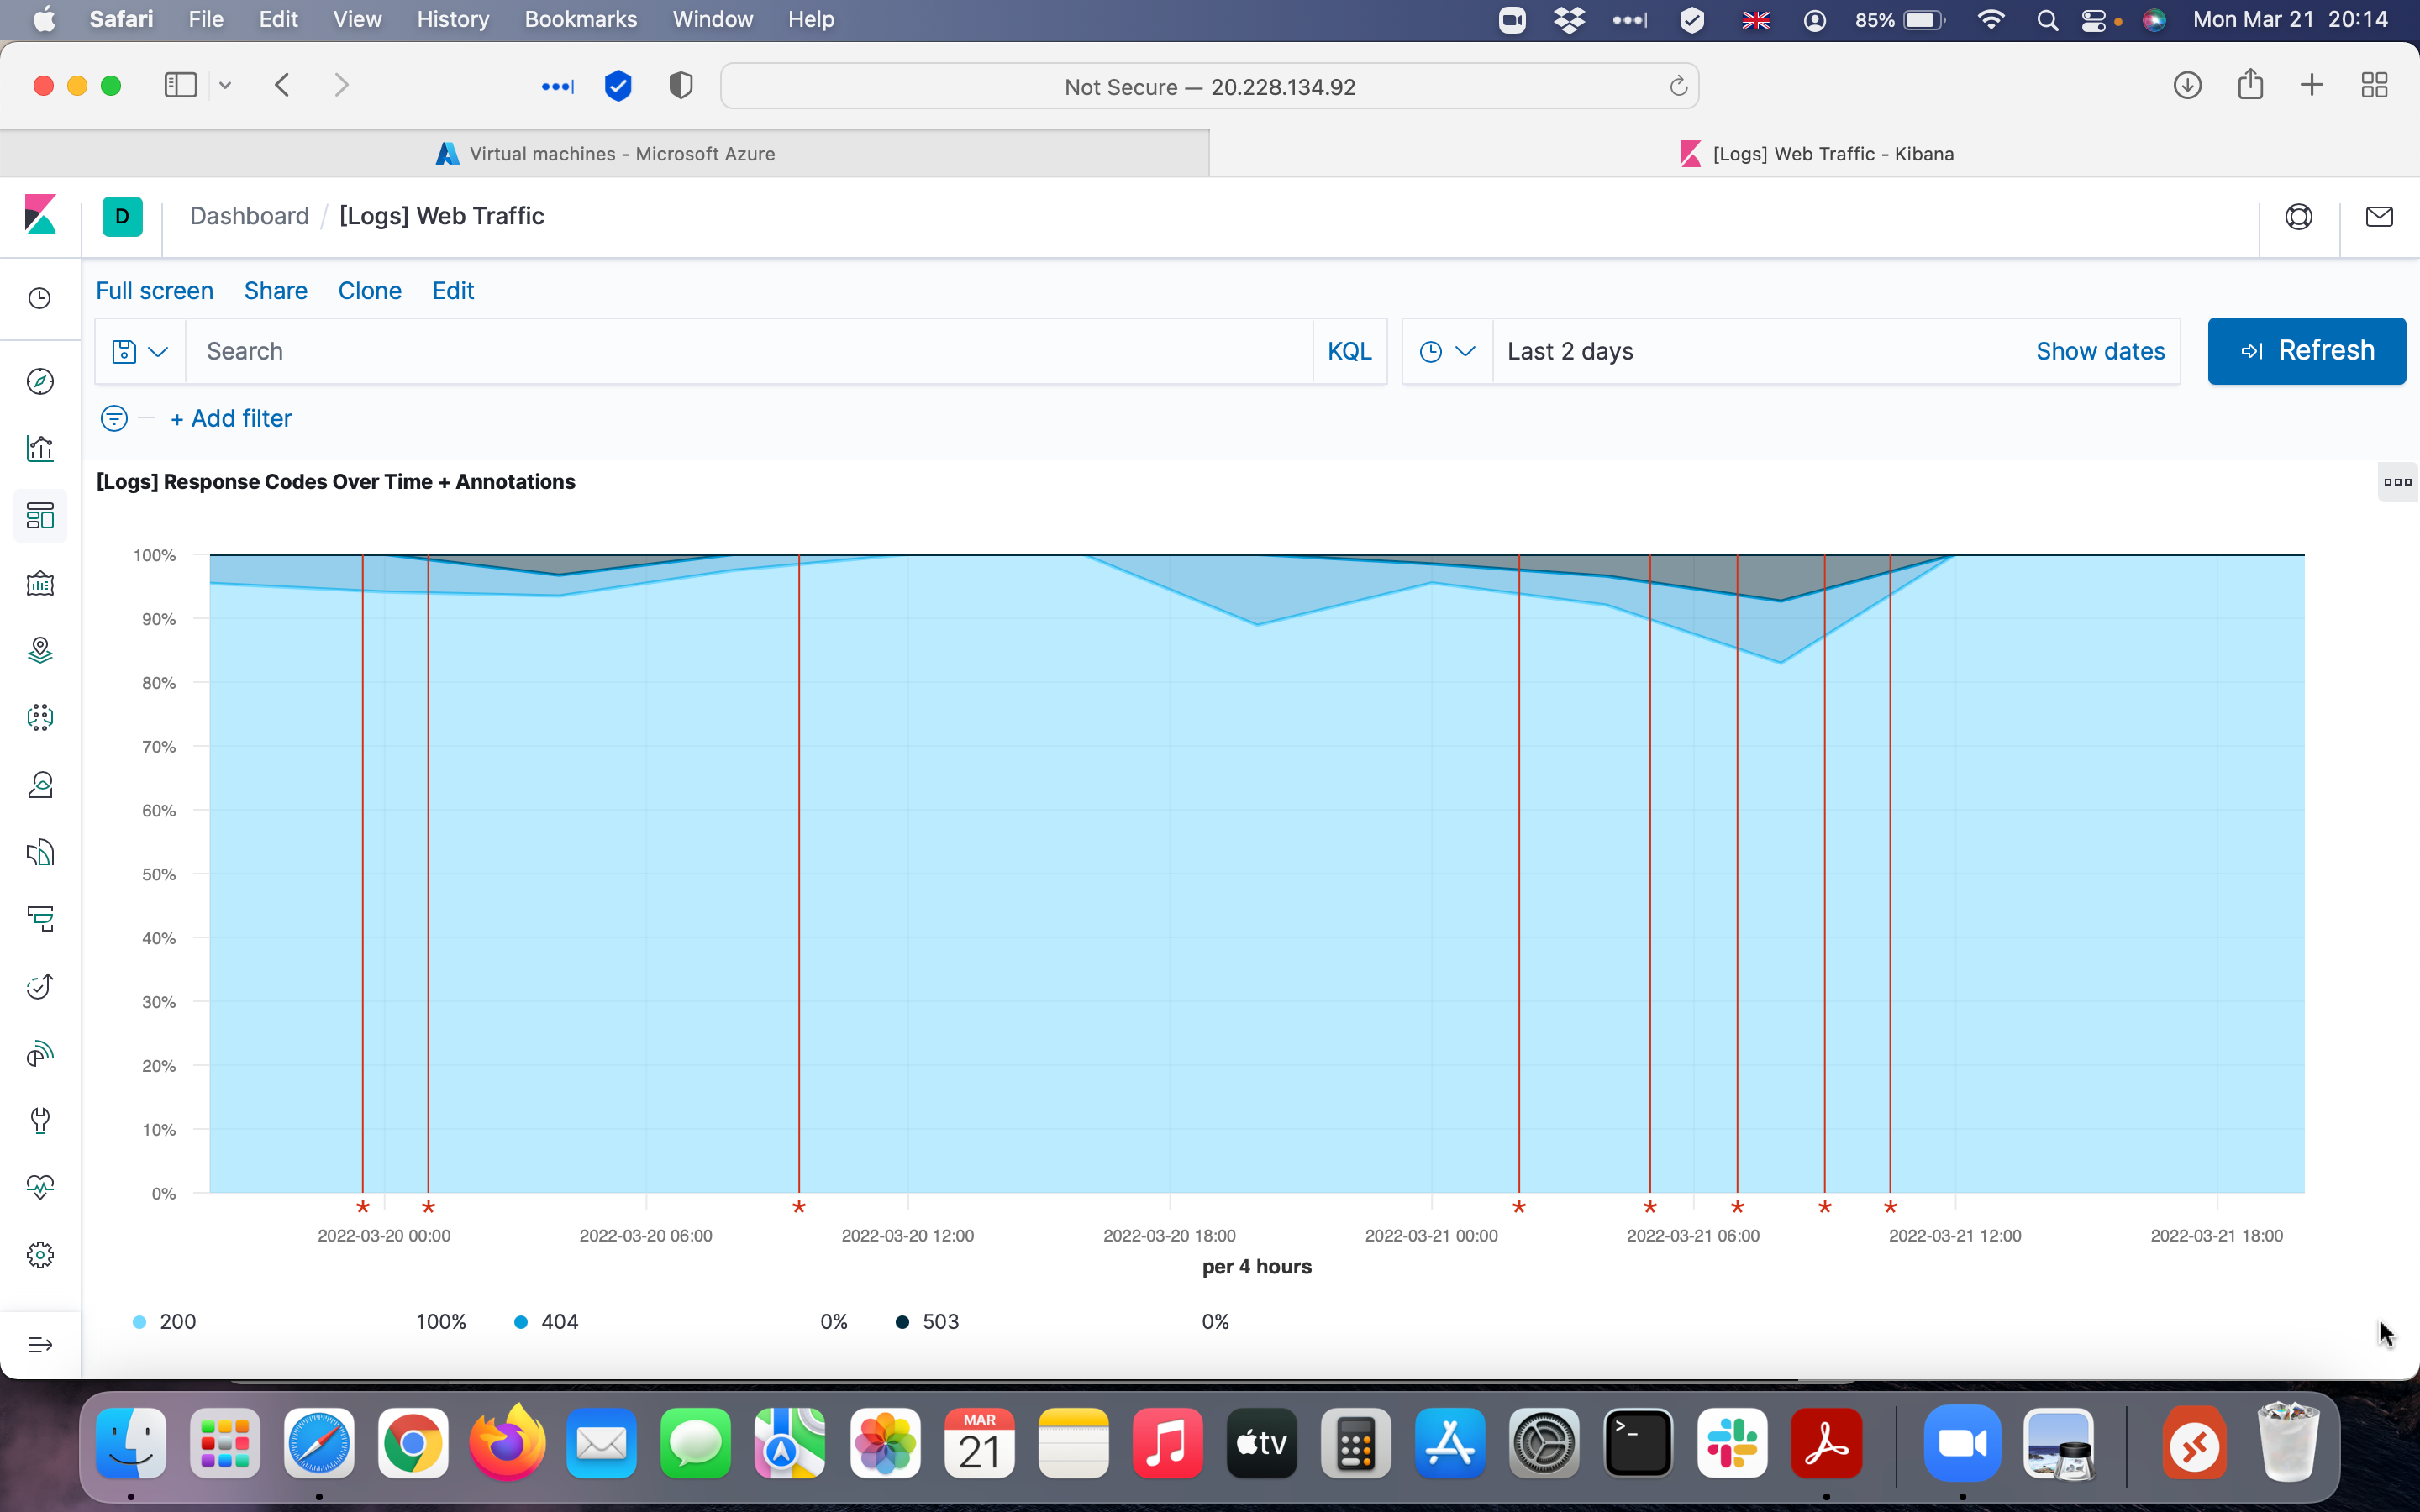 Safari File Edit View History Bookmarks Window Help 85% Mon Mar 21 20:14
Not Secure — 20.228.134.92
Virtual machines - Microsoft Azure
[Logs] Web Traffic - Kibana
D Dashboard / [Logs] Web Traffic
Full screen Share Clone Edit
Search KQL Last 2 days Show dates Refresh
+ Add filter
[Logs] Response Codes Over Time + Annotations
100%
90%
80%
70%
60%
50%
40%
30%
20%
10%
0%
* * * * * * * *
2022-03-20 00:00 2022-03-20 06:00 2022-03-20 12:00 2022-03-20 18:00 2022-03-21 00:00 2022-03-21 06:00 2022-03-21 12:00 2022-03-21 18:00
per 4 hours
200 100% 404 0% 503 0%
MAR
21
tv
>_